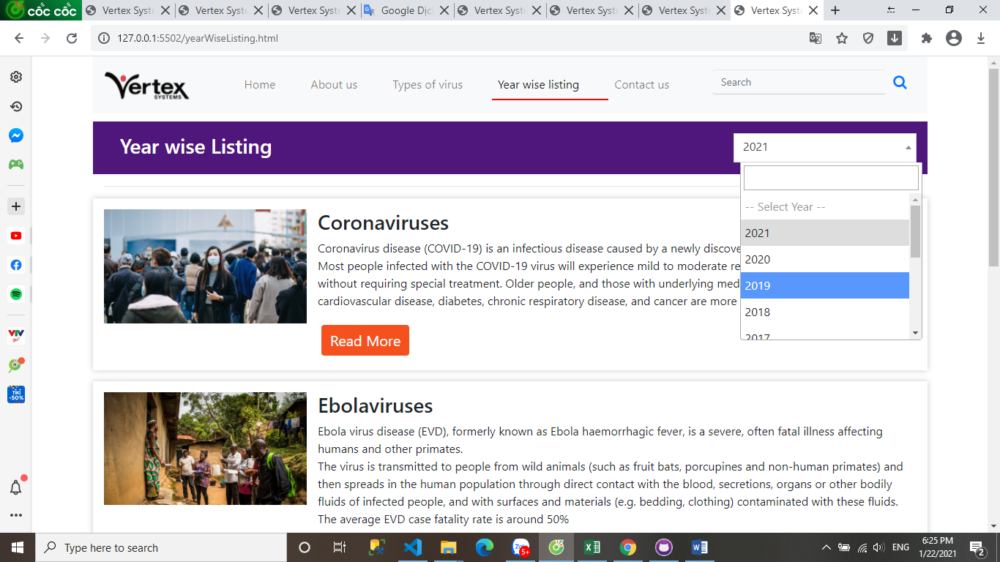 CỐC CỐC
Vertex Syst
Vertex Syst
Vertex Syst
Google Dịc
Vertex Syst
Vertex Syst
Vertex Syst
Vertex Syst
127.0.0.1:5502/yearWiseListing.html
Vertex
SYSTEMS
Home
About us
Types of virus
Year wise listing
Contact us
Search
Year wise Listing
2021
-- Select Year --
2021
2020
2019
2018
2017
Coronaviruses
Coronavirus disease (COVID-19) is an infectious disease caused by a newly discove
Most people infected with the COVID-19 virus will experience mild to moderate re
without requiring special treatment. Older people, and those with underlying med
cardiovascular disease, diabetes, chronic respiratory disease, and cancer are more
Read More
Ebolaviruses
Ebola virus disease (EVD), formerly known as Ebola haemorrhagic fever, is a severe, often fatal illness affecting
humans and other primates.
The virus is transmitted to people from wild animals (such as fruit bats, porcupines and non-human primates) and
then spreads in the human population through direct contact with the blood, secretions, organs or other bodily
fluids of infected people, and with surfaces and materials (e.g. bedding, clothing) contaminated with these fluids.
The average EVD case fatality rate is around 50%
VTV
go
TIKI
-50%
Type here to search
5+
ENG
6:25 PM
1/22/2021
2